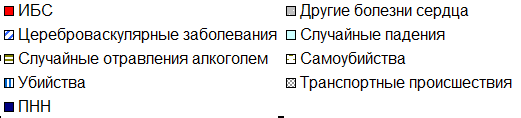 ИБС
Цереброваскулярные заболевания
Случайные отравления алкоголем
Убийства
ПНН
Другие болезни сердца
Случайные падения
Самоубийства
Транспортные происшествия